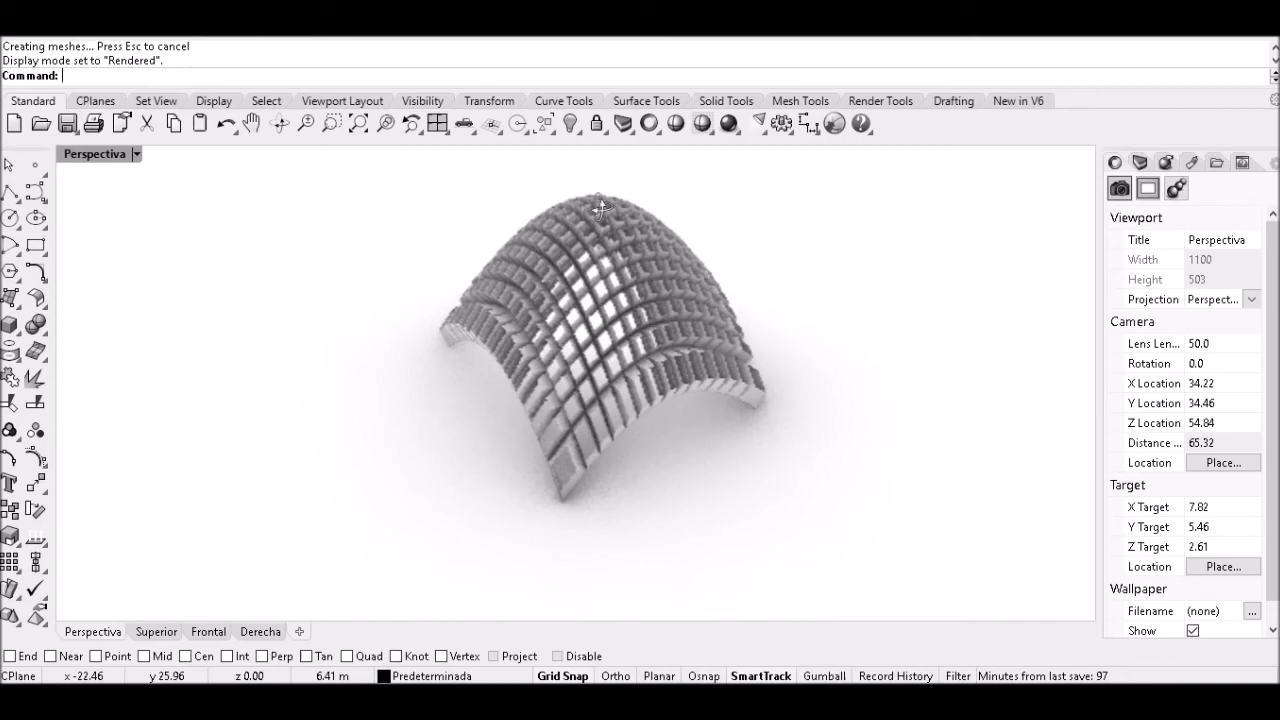 Creating meshes... Press Esc to cancel
Display mode set to "Rendered".
Command:
Standard CPlanes Set View Display Select Viewport Layout Visibility Transform Curve Tools Surface Tools Solid Tools Mesh Tools Render Tools Drafting New in V6
Perspectiva
Viewport
Title Perspectiva
Width 1100
Height 503
Projection Perspect...
Camera
Lens Len... 50.0
Rotation 0.0
X Location 34.22
Y Location 34.46
Z Location 54.84
Distance ... 65.32
Location Place...
Target
X Target 7.82
Y Target 5.46
Z Target 2.61
Location Place...
Wallpaper
Filename (none) ...
Show
Perspectiva Superior Frontal Derecha
End Near Point Mid Cen Int Perp Tan Quad Knot Vertex Project Disable
CPlane x -22.46 y 25.96 z 0.00 6.41 m Predeterminada Grid Snap Ortho Planar Osnap SmartTrack Gumball Record History Filter Minutes from last save: 97